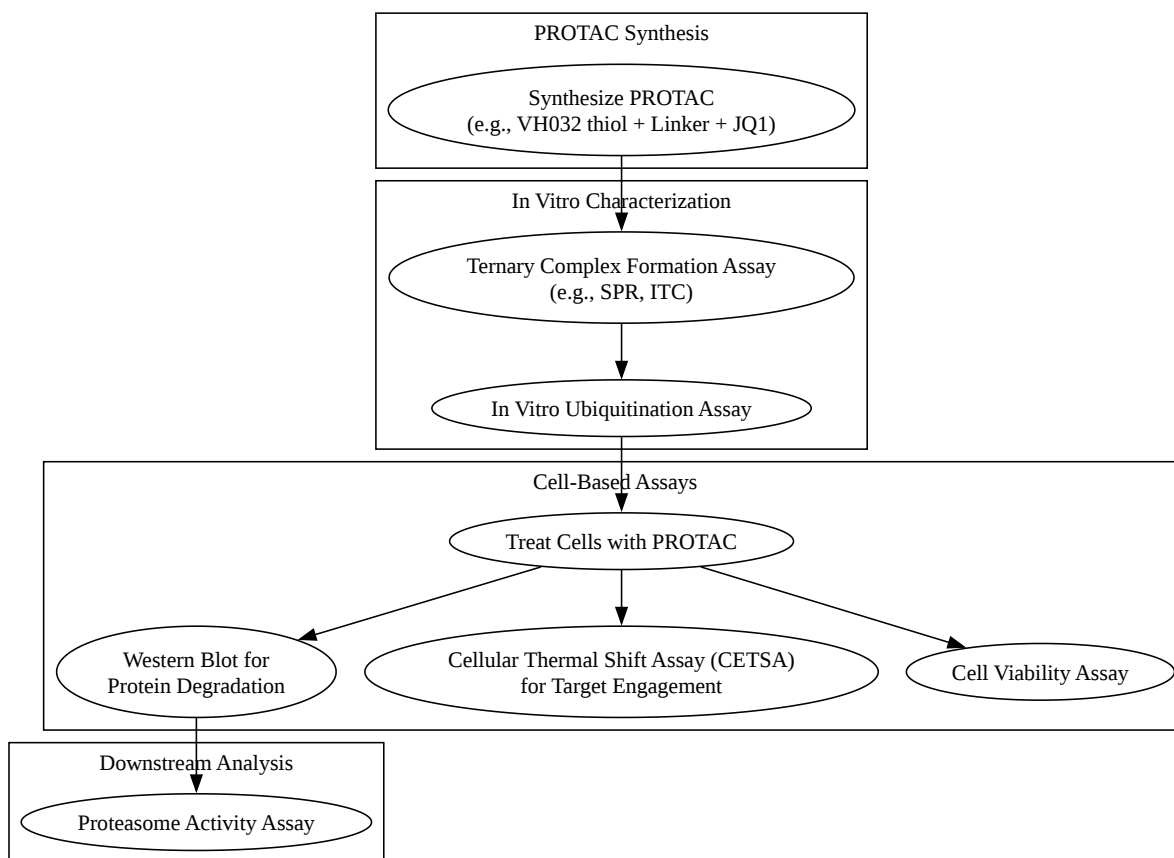 PROTAC Synthesis
Synthesize PROTAC
(e.g., VH032 thiol + Linker + JQ1)
In Vitro Characterization
Ternary Complex Formation Assay
(e.g., SPR, ITC)
In Vitro Ubiquitination Assay
Cell-Based Assays
Treat Cells with PROTAC
Western Blot for
Protein Degradation
Cellular Thermal Shift Assay (CETSA)
for Target Engagement
Cell Viability Assay
Downstream Analysis
Proteasome Activity Assay